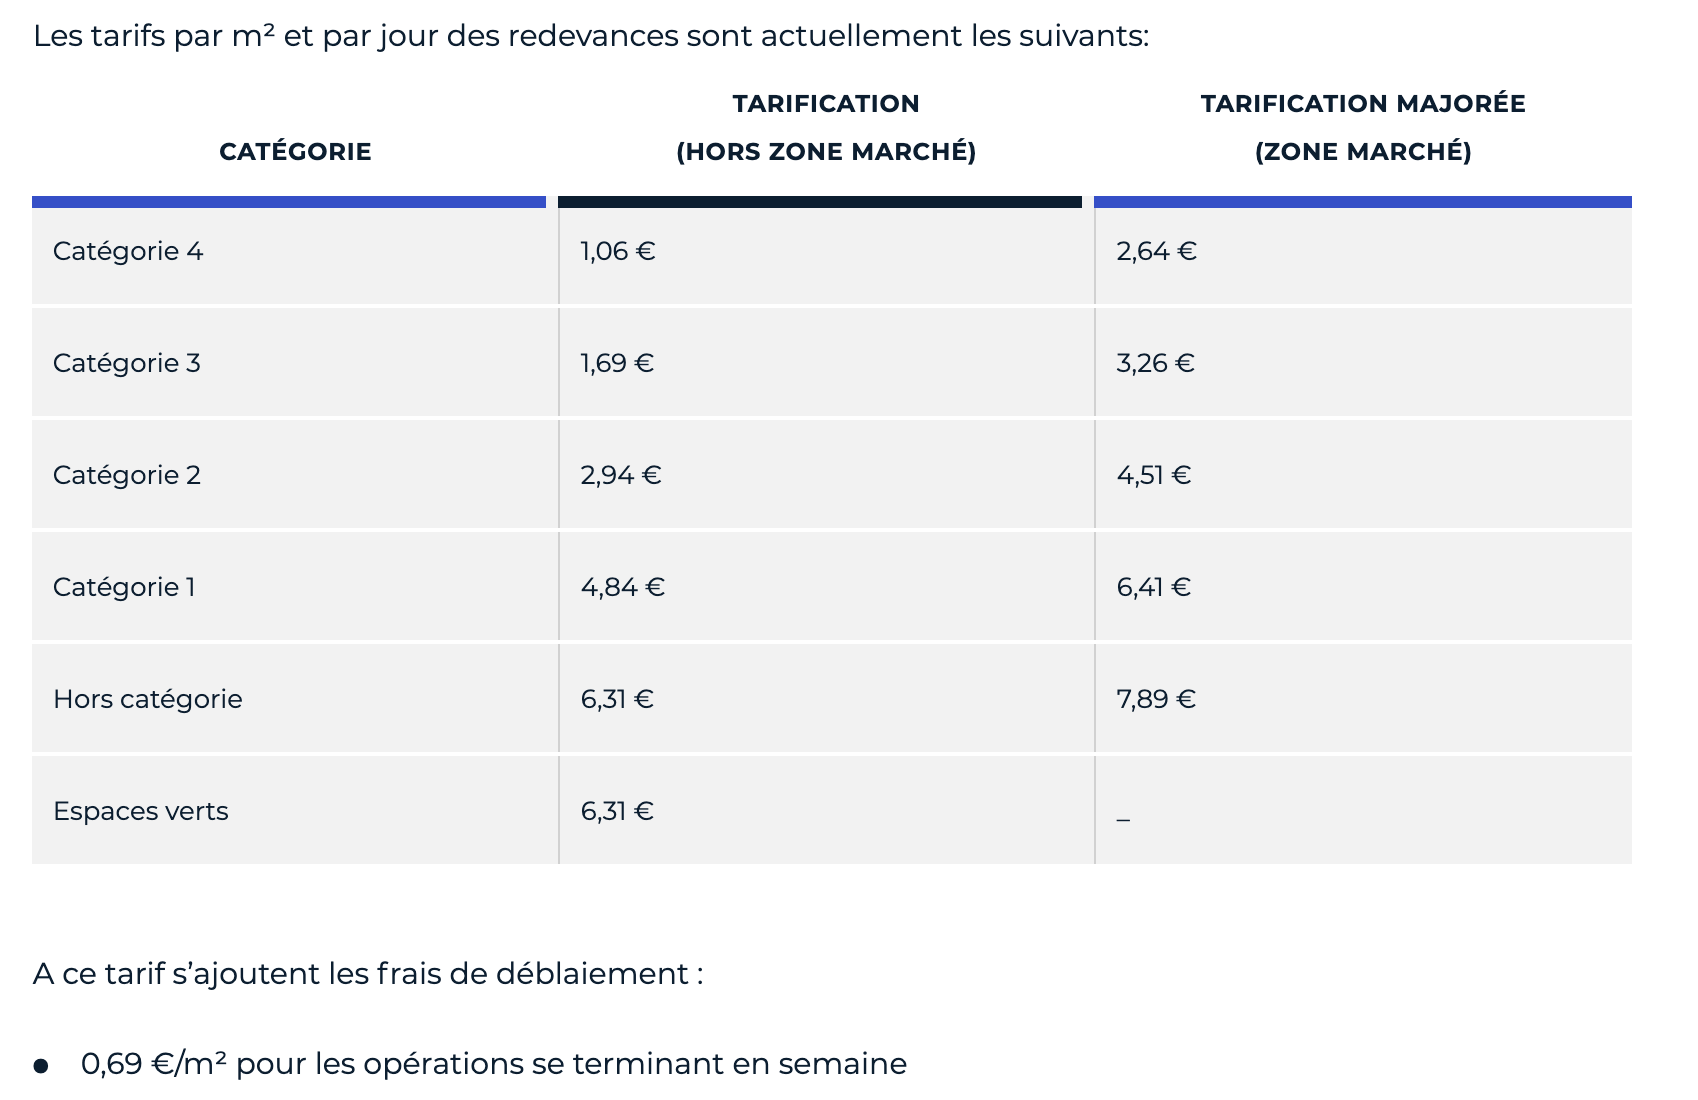 Les tarifs par m² et par jour des redevances sont actuellement les suivants:
CATÉGORIE
TARIFICATION
(HORS ZONE MARCHÉ)
TARIFICATION MAJORÉE
(ZONE MARCHÉ)
Catégorie 4 1,06 € 2,64 €
Catégorie 3 1,69 € 3,26 €
Catégorie 2 2,94 € 4,51 €
Catégorie 1 4,84 € 6,41 €
Hors catégorie 6,31 € 7,89 €
Espaces verts 6,31 € _
A ce tarif s’ajoutent les frais de déblaiement :
● 0,69 €/m² pour les opérations se terminant en semaine